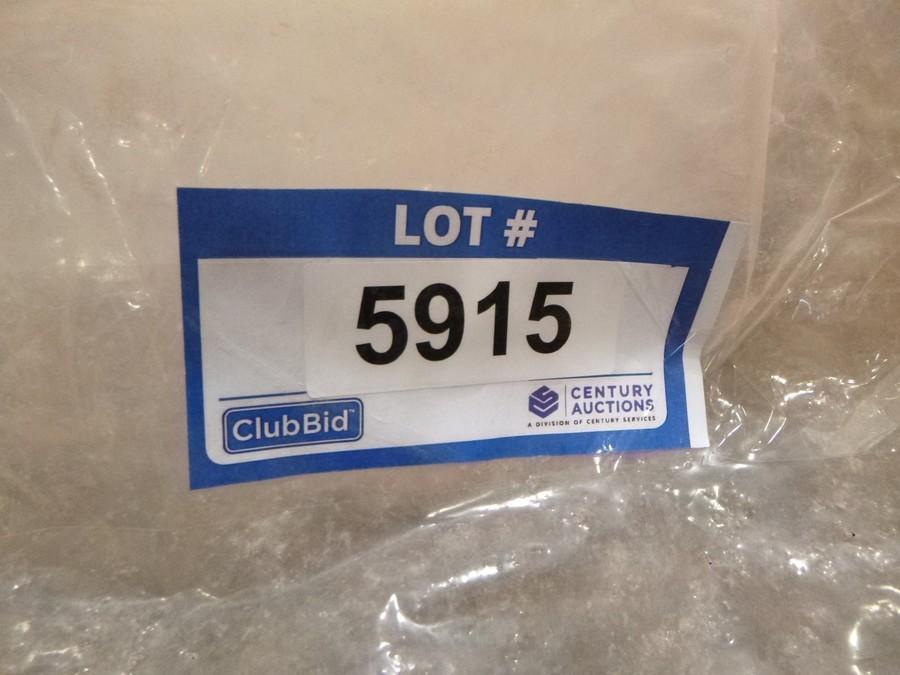 LOT #
5915
ClubBid™
CENTURY
AUCTIONS
A DIVISION OF CENTURY SERVICES